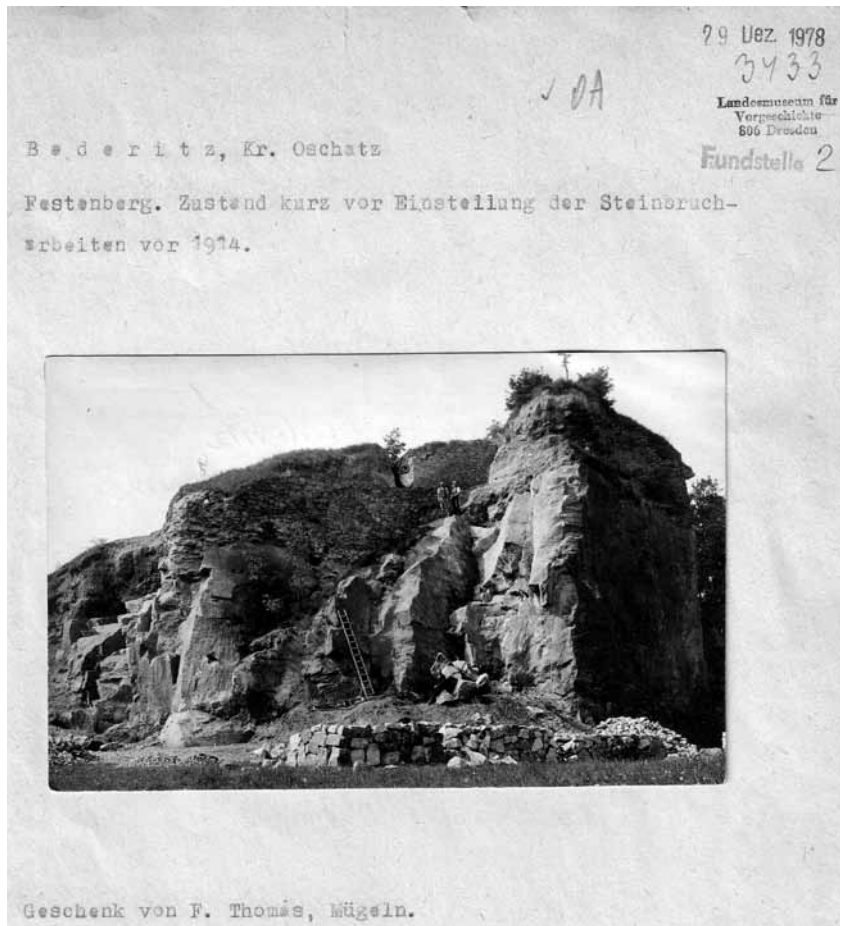 29 Dez. 1978
3433
✓ DA
Landesmuseum für
Vorgeschichte
806 Dresden
Fundstelle 2
B a d e r i t z, Kr. Oschatz
Festenberg. Zustand kurz vor Einstellung der Steinbruch-
arbeiten vor 1914.
Geschenk von F. Thomas, Mügeln.